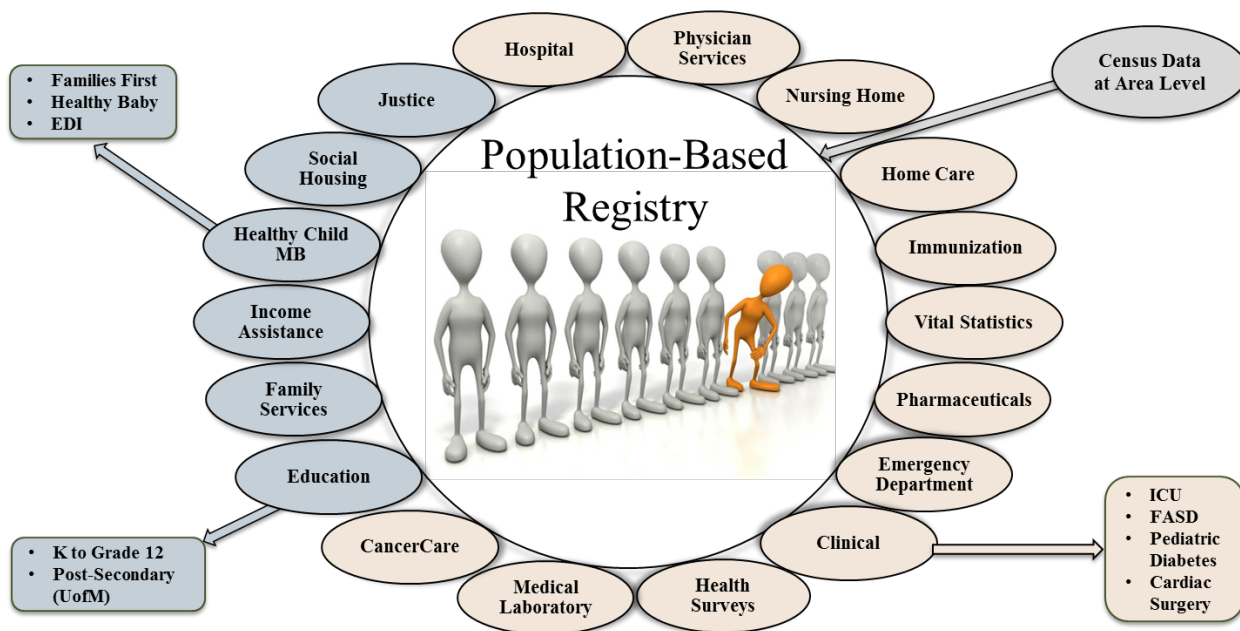 Hospital
Physician
Services
Census Data
at Area Level
• Families First
• Healthy Baby
• EDI
Justice
Nursing Home
Population-Based
Registry
Social
Housing
Home Care
Healthy Child
MB
Immunization
Income
Assistance
Vital Statistics
Family
Services
Pharmaceuticals
Education
Emergency
Department
• K to Grade 12
• Post-Secondary
(UofM)
CancerCare
Clinical
• ICU
• FASD
• Pediatric
Diabetes
• Cardiac
Surgery
Medical
Laboratory
Health
Surveys